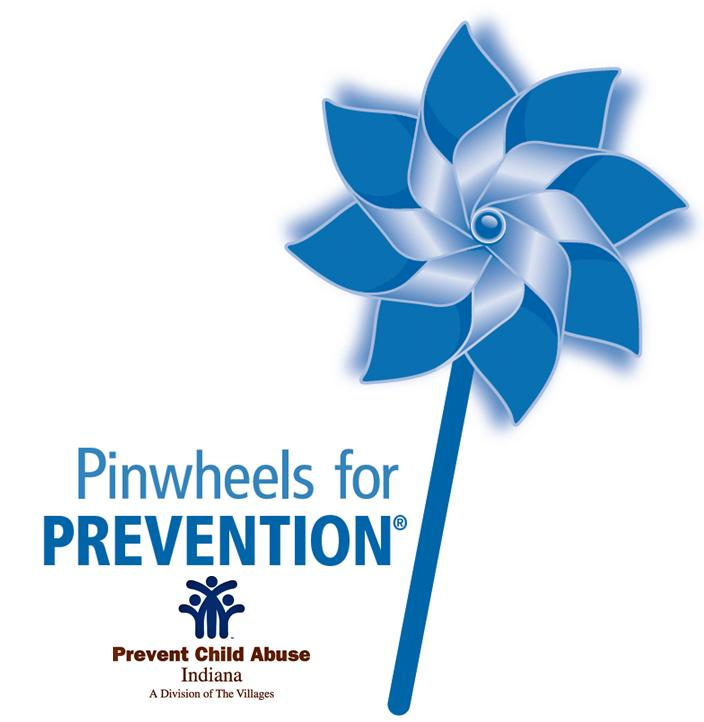 Pinwheels for
PREVENTION®
Prevent Child Abuse
Indiana
A Division of The Villages